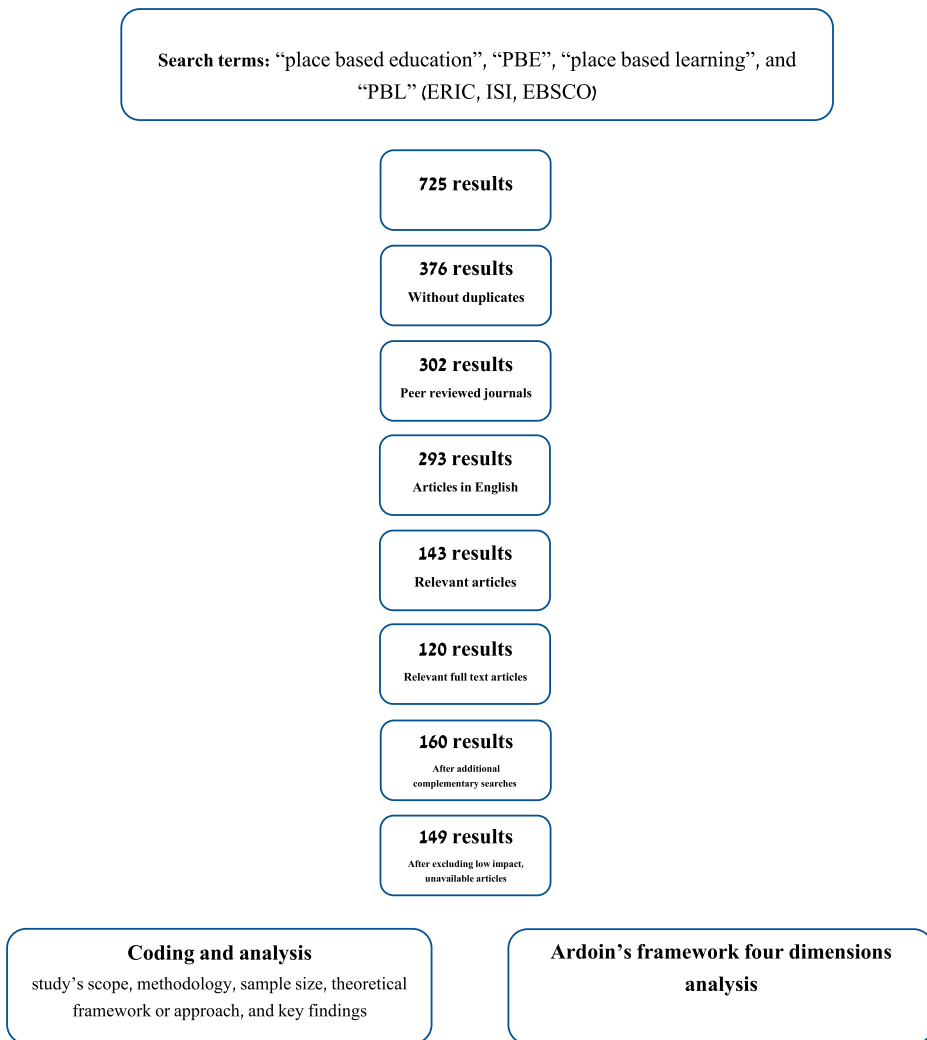 Search terms: “place based education”, “PBE”, “place based learning”, and
“PBL” (ERIC, ISI, EBSCO)
725 results
376 results
Without duplicates
302 results
Peer reviewed journals
293 results
Articles in English
143 results
Relevant articles
120 results
Relevant full text articles
160 results
After additional
complementary searches
149 results
After excluding low impact,
unavailable articles
Coding and analysis
study’s scope, methodology, sample size, theoretical
framework or approach, and key findings
Ardoin’s framework four dimensions
analysis